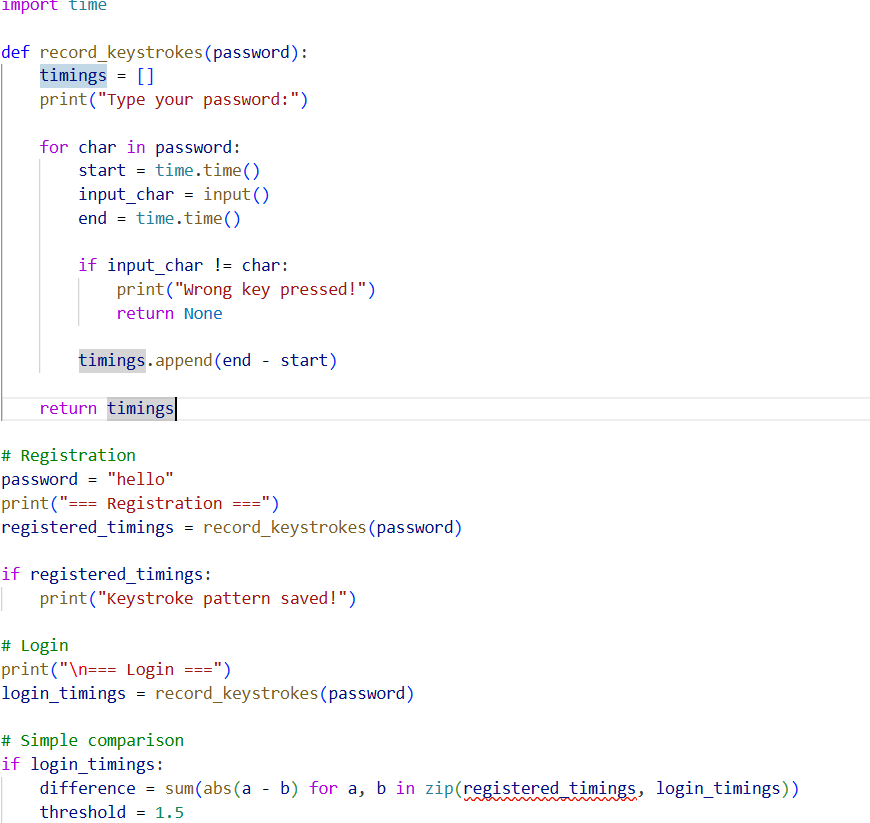 import time
def record_keystrokes(password):
    timings = []
    print("Type your password:")
    for char in password:
        start = time.time()
        input_char = input()
        end = time.time()
        if input_char != char:
            print("Wrong key pressed!")
            return None
        timings.append(end - start)
    return timings
# Registration
password = "hello"
print("=== Registration ===")
registered_timings = record_keystrokes(password)
if registered_timings:
    print("Keystroke pattern saved!")
# Login
print("\n=== Login ===")
login_timings = record_keystrokes(password)
# Simple comparison
if login_timings:
    difference = sum(abs(a - b) for a, b in zip(registered_timings, login_timings))
    threshold = 1.5